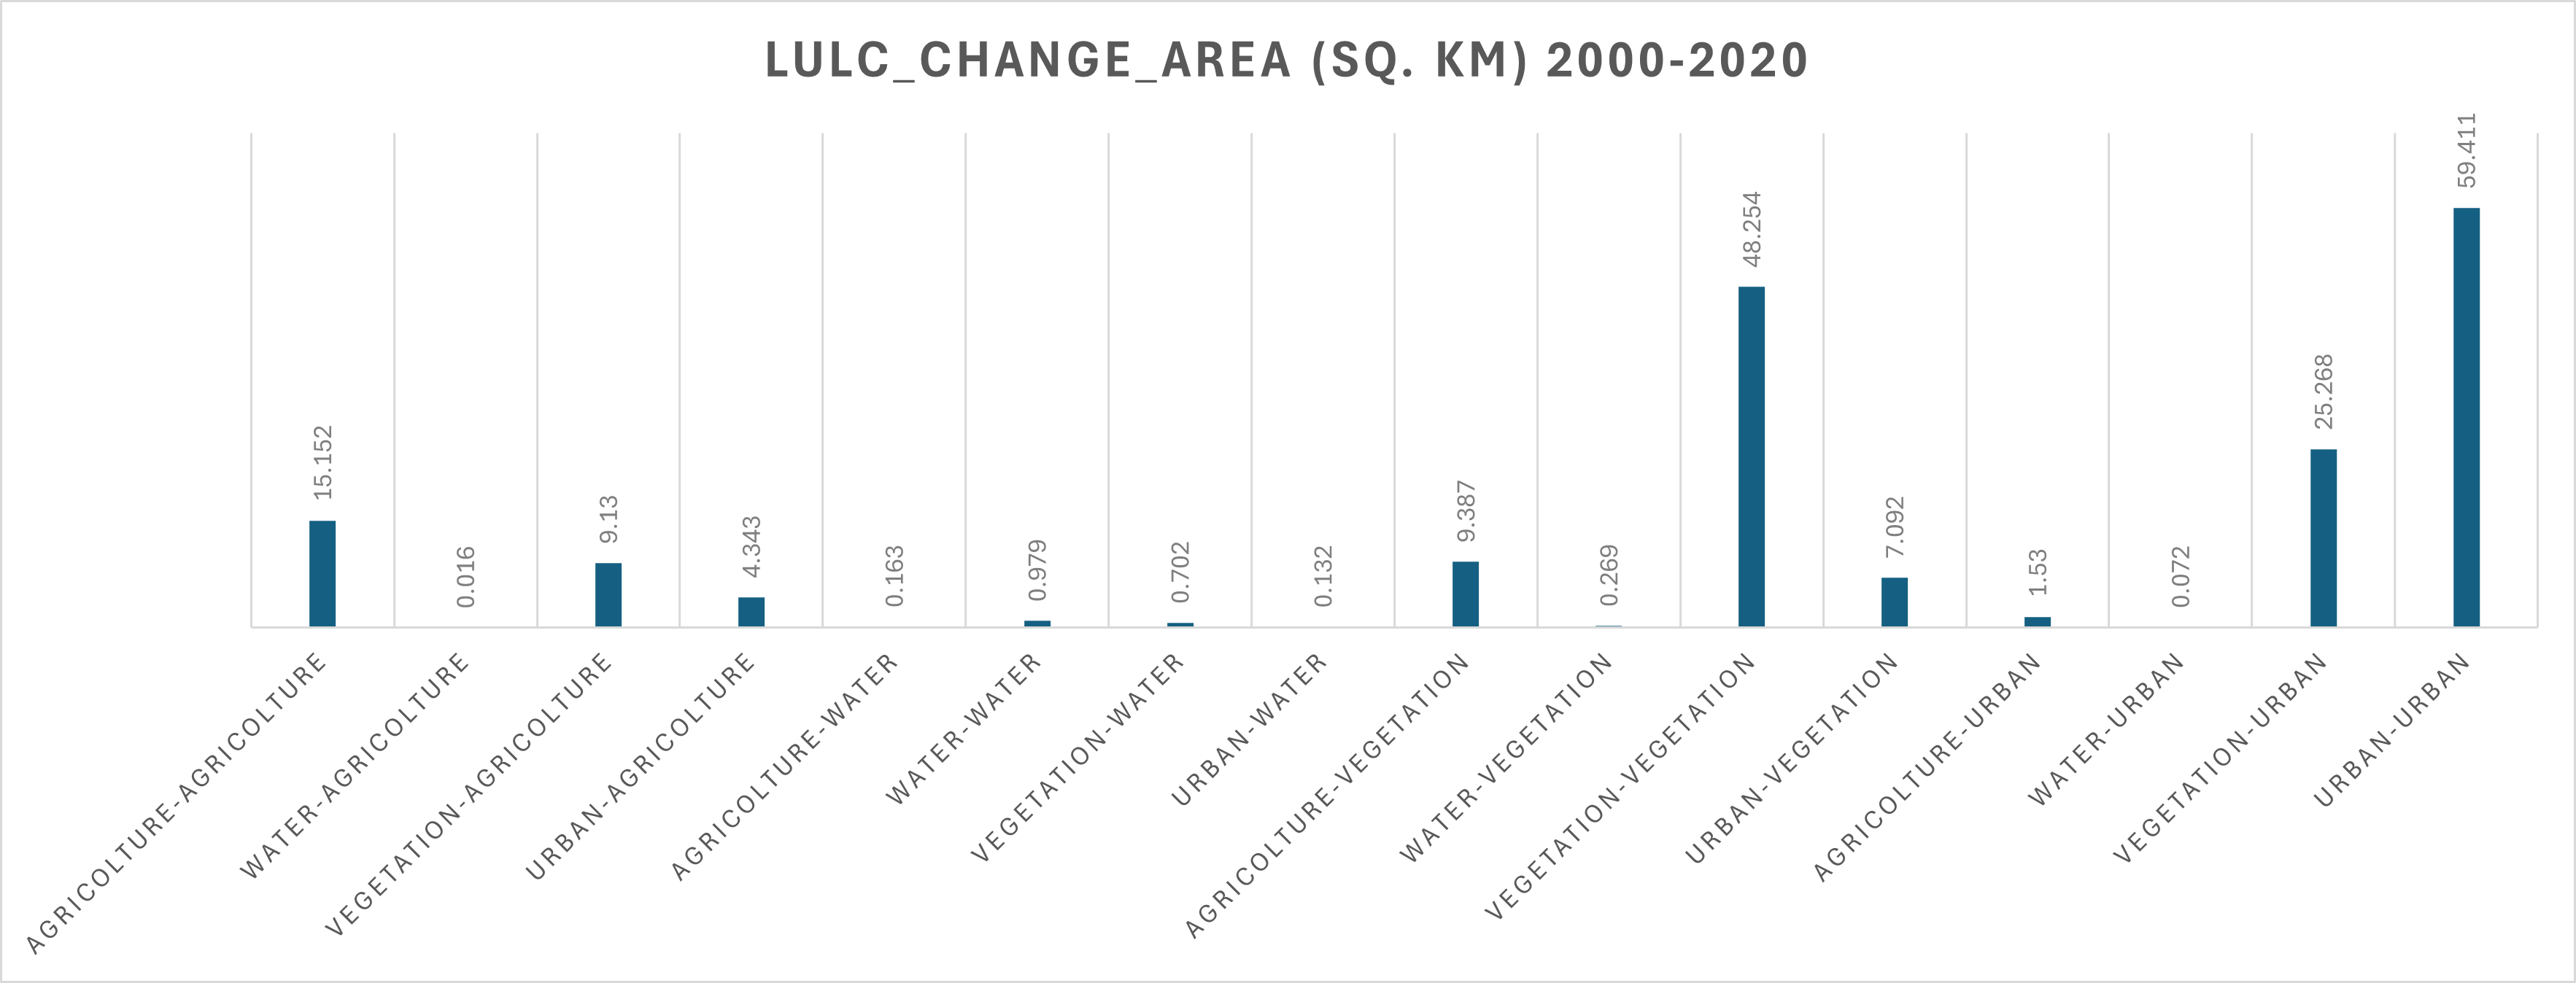 LULC_CHANGE_AREA (SQ. KM) 2000-2020
15.152
0.016
9.13
4.343
0.163
0.979
0.702
0.132
9.387
0.269
48.254
7.092
1.53
0.072
25.268
59.411
AGRICOLTURE-AGRICOLTURE
WATER-AGRICOLTURE
VEGETATION-AGRICOLTURE
URBAN-AGRICOLTURE
AGRICOLTURE-WATER
WATER-WATER
VEGETATION-WATER
URBAN-WATER
AGRICOLTURE-VEGETATION
WATER-VEGETATION
VEGETATION-VEGETATION
URBAN-VEGETATION
AGRICOLTURE-URBAN
WATER-URBAN
VEGETATION-URBAN
URBAN-URBAN